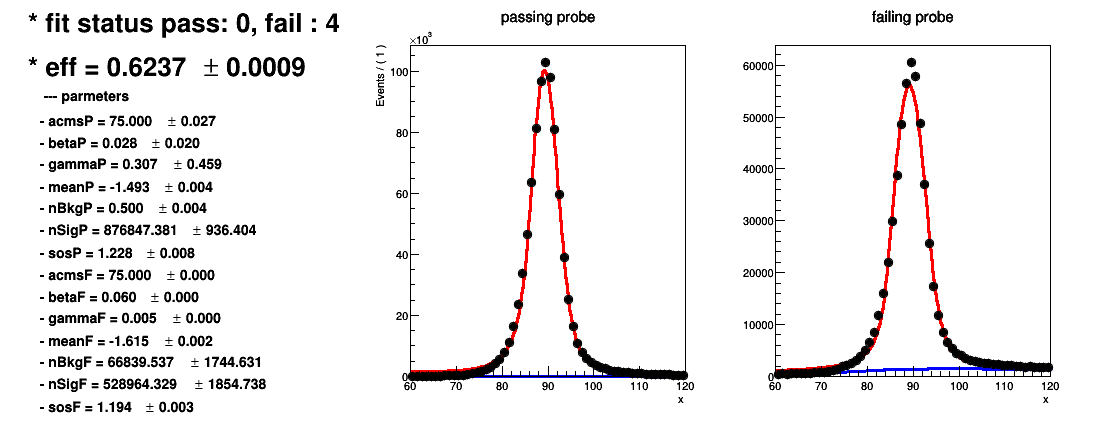 * fit status pass: 0, fail : 4
* eff = 0.6237 ± 0.0009
--- parmeters
- acmsP = 75.000 ± 0.027
- betaP = 0.028 ± 0.020
- gammaP = 0.307 ± 0.459
- meanP = -1.493 ± 0.004
- nBkgP = 0.500 ± 0.004
- nSigP = 876847.381 ± 936.404
- sosP = 1.228 ± 0.008
- acmsF = 75.000 ± 0.000
- betaF = 0.060 ± 0.000
- gammaF = 0.005 ± 0.000
- meanF = -1.615 ± 0.002
- nBkgF = 66839.537 ± 1744.631
- nSigF = 528964.329 ± 1854.738
- sosF = 1.194 ± 0.003
passing probe
×10³
Events / ( 1 )
100
80
60
40
20
0
60 70 80 90 100 110 120
x
failing probe
60000
50000
40000
30000
20000
10000
0
60 70 80 90 100 110 120
x